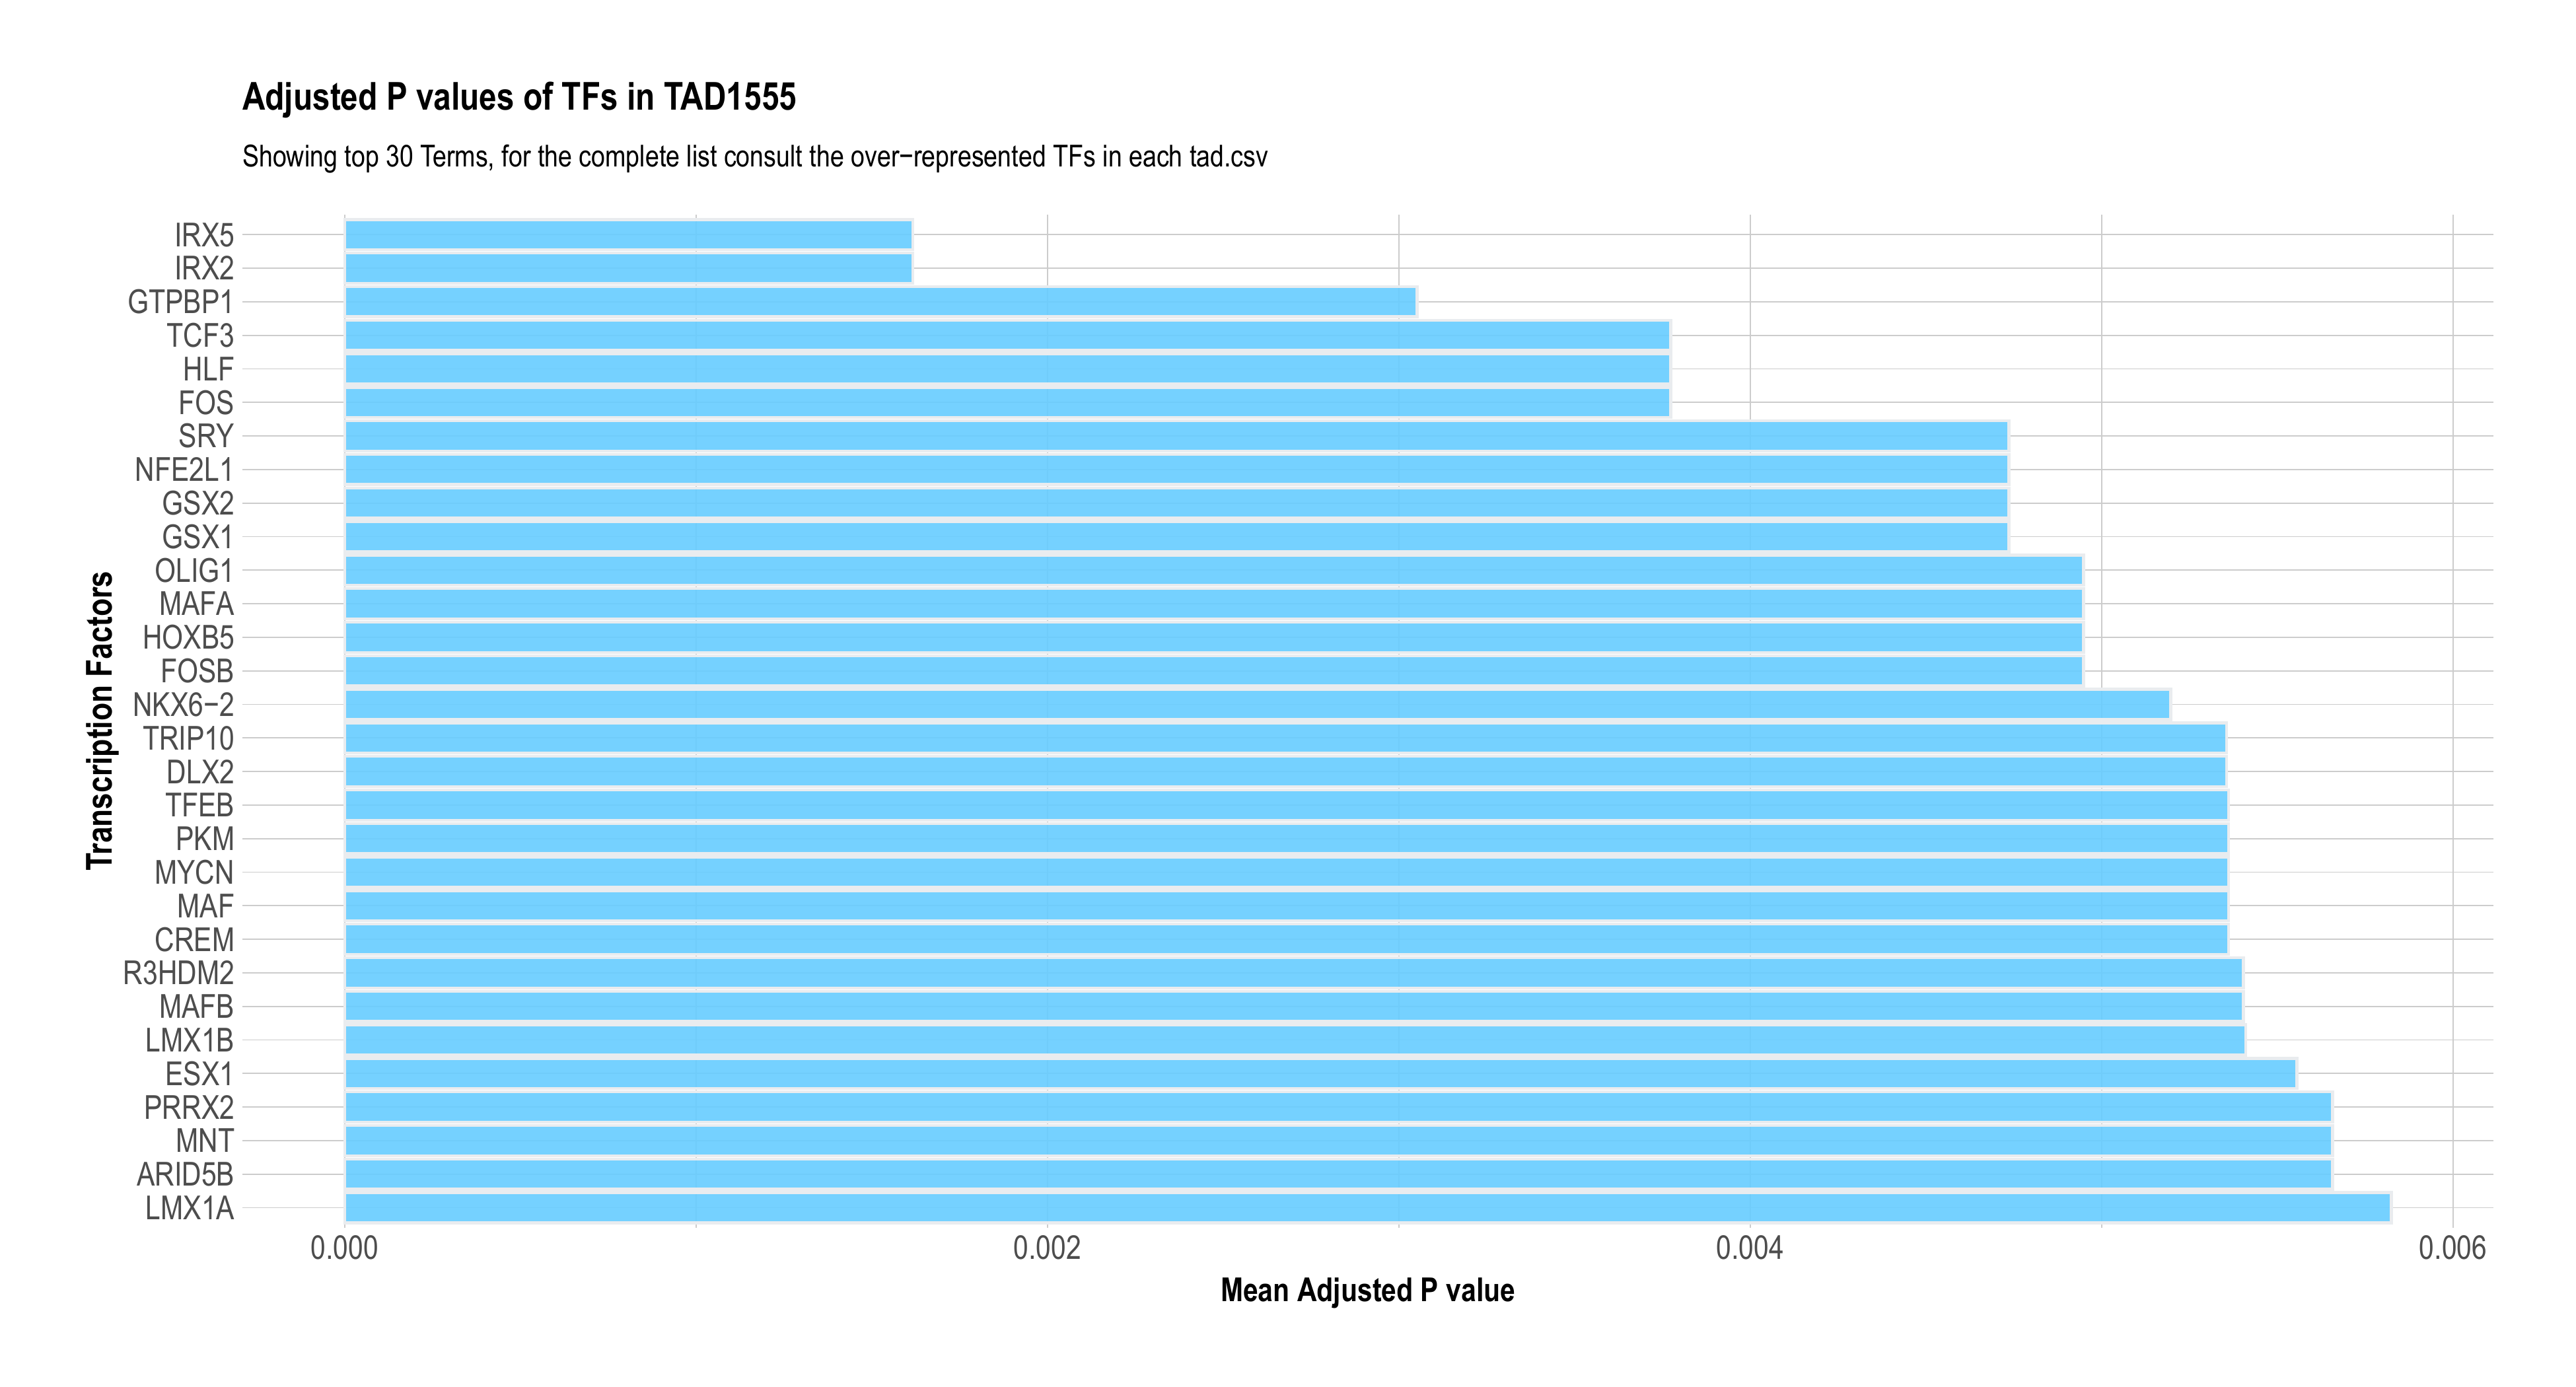 Adjusted P values of TFs in TAD1555
Showing top 30 Terms, for the complete list consult the over−represented TFs in each tad.csv
Transcription Factors
IRX5
IRX2
GTPBP1
TCF3
HLF
FOS
SRY
NFE2L1
GSX2
GSX1
OLIG1
MAFA
HOXB5
FOSB
NKX6−2
TRIP10
DLX2
TFEB
PKM
MYCN
MAF
CREM
R3HDM2
MAFB
LMX1B
ESX1
PRRX2
MNT
ARID5B
LMX1A
0.000 0.002 0.004 0.006
Mean Adjusted P value